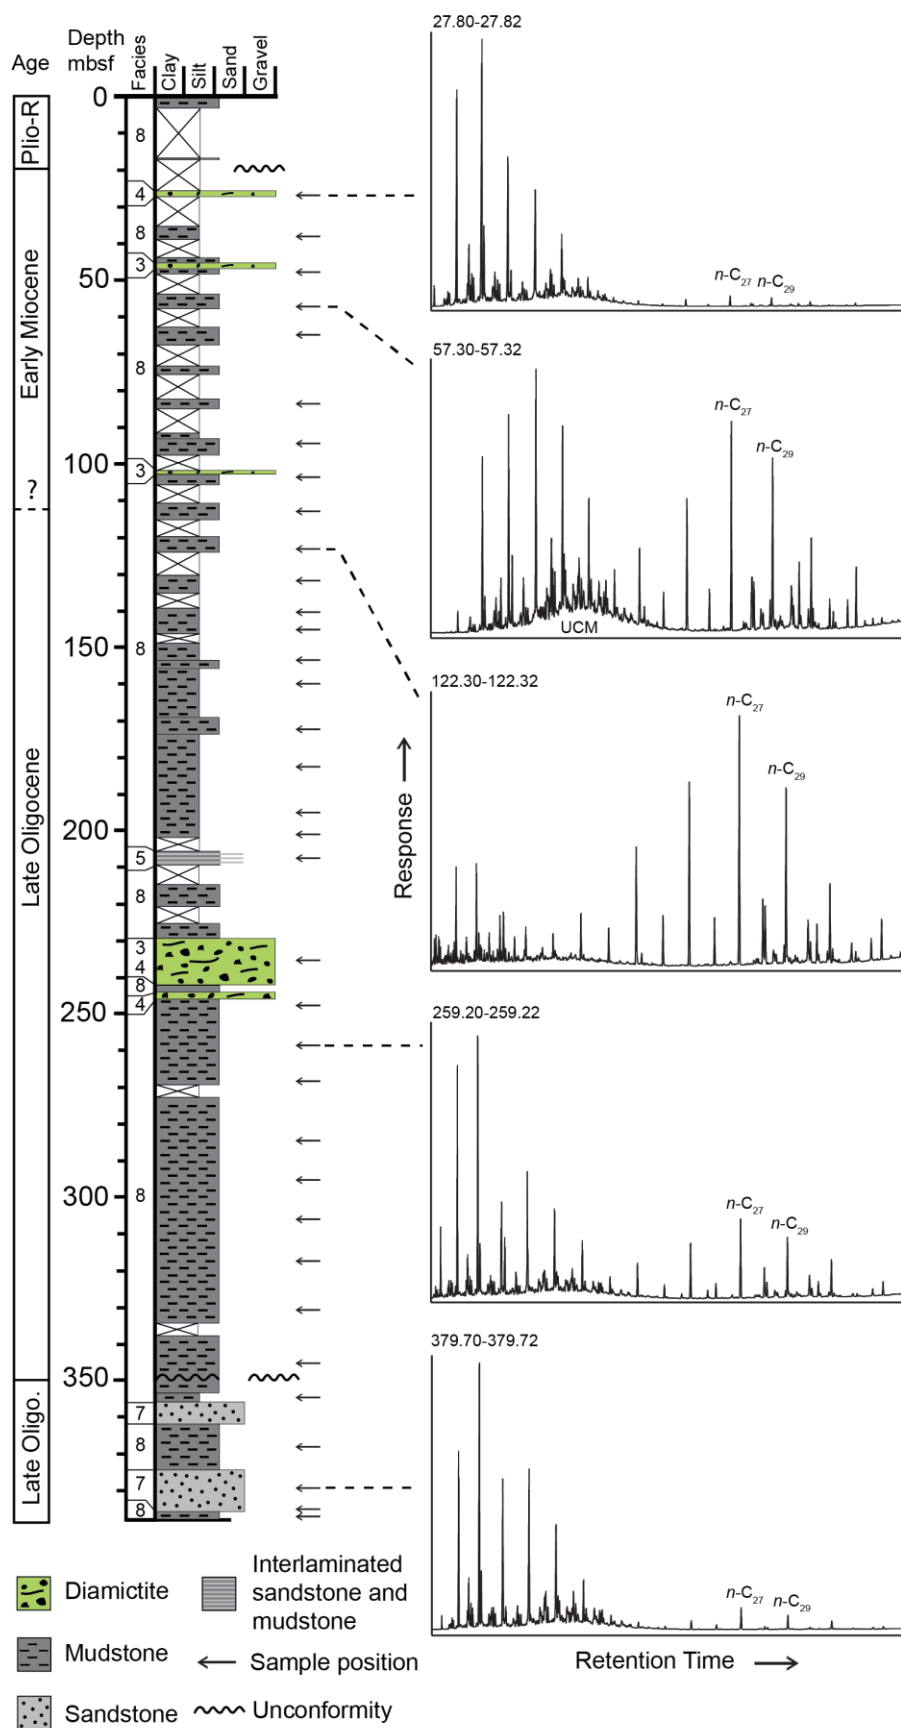 Age
Depth
mbsf
Facies
Clay
Silt
Sand
Gravel
Plio-R
Early Miocene
?
Late Oligocene
Late Oligo.
0
50
100
150
200
250
300
350
8
4
8
3
8
3
8
5
8
3
4
8
4
8
7
8
7
8
27.80-27.82
n-C27 n-C29
57.30-57.32
n-C27
n-C29
UCM
122.30-122.32
n-C27
n-C29
Response
259.20-259.22
n-C27
n-C29
379.70-379.72
n-C27
n-C29
Retention Time
Diamictite
Mudstone
Sandstone
Interlaminated
sandstone and
mudstone
Sample position
Unconformity